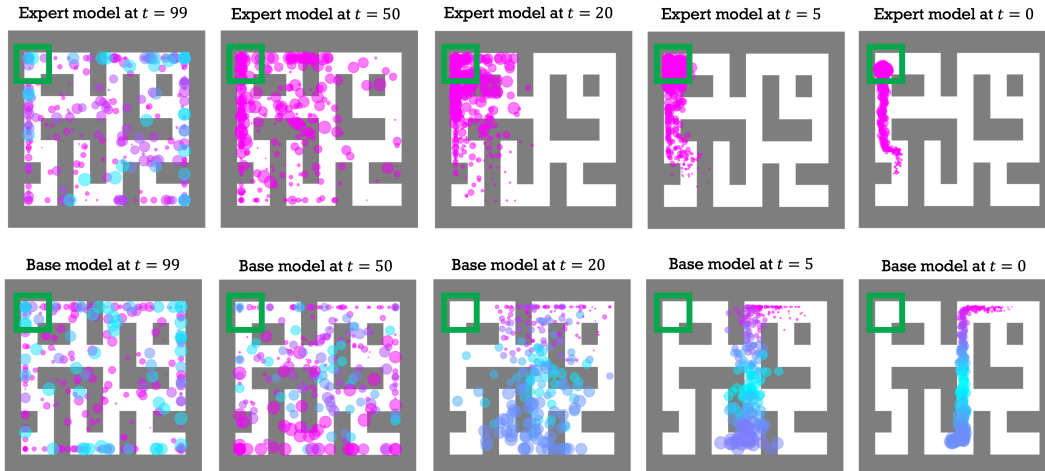 Expert model at t = 99
Expert model at t = 50
Expert model at t = 20
Expert model at t = 5
Expert model at t = 0
Base model at t = 99
Base model at t = 50
Base model at t = 20
Base model at t = 5
Base model at t = 0